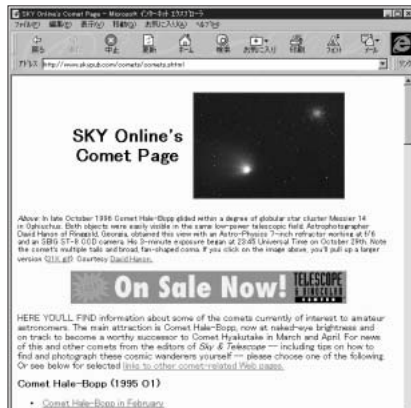 SKY Online's Comet Page - Microsoft インターネット エクスプローラ
ファイル(F) 編集(E) 表示(V) 移動(G) お気に入り(A) ヘルプ(H)
戻る 中止 更新 ホーム 検索 お気に入り 印刷 フォント メール
アドレス http://www.skypub.com/comets/comets.shtml
SKY Online's
Comet Page
Above: In late October 1996 Comet Hale-Bopp glided within a degree of globular star cluster Messier 14
in Ophiuchus. Both objects were easily visible in the same low-power telescopic field. Astrophotographer
David Hanon of Ringgold, Georgia, obtained this view with an Astro-Physics 7-inch refractor working at f/6
and an SBIG ST-8 CCD camera. His 3-minute exposure began at 23:45 Universal Time on October 29th. Note
the comet's multiple tails and broad, fan-shaped coma. If you click on the image above, you'll pull up a larger
version Courtesy David Hanon.
On Sale Now! TELESCOPE
HERE YOU'LL FIND information about some of the comets currently of interest to amateur
astronomers. The main attraction is Comet Hale-Bopp, now at naked-eye brightness and
on track to become a worthy successor to Comet Hyakutake in March and April. For news
of this and other comets from the editors of Sky & Telescope -- including tips on how to
find and photograph these cosmic wanderers yourself -- please choose one of the following.
Or see below for selected links to other comet-related Web pages.
Comet Hale-Bopp (1995 O1)
• Comet Hale-Bopp in February